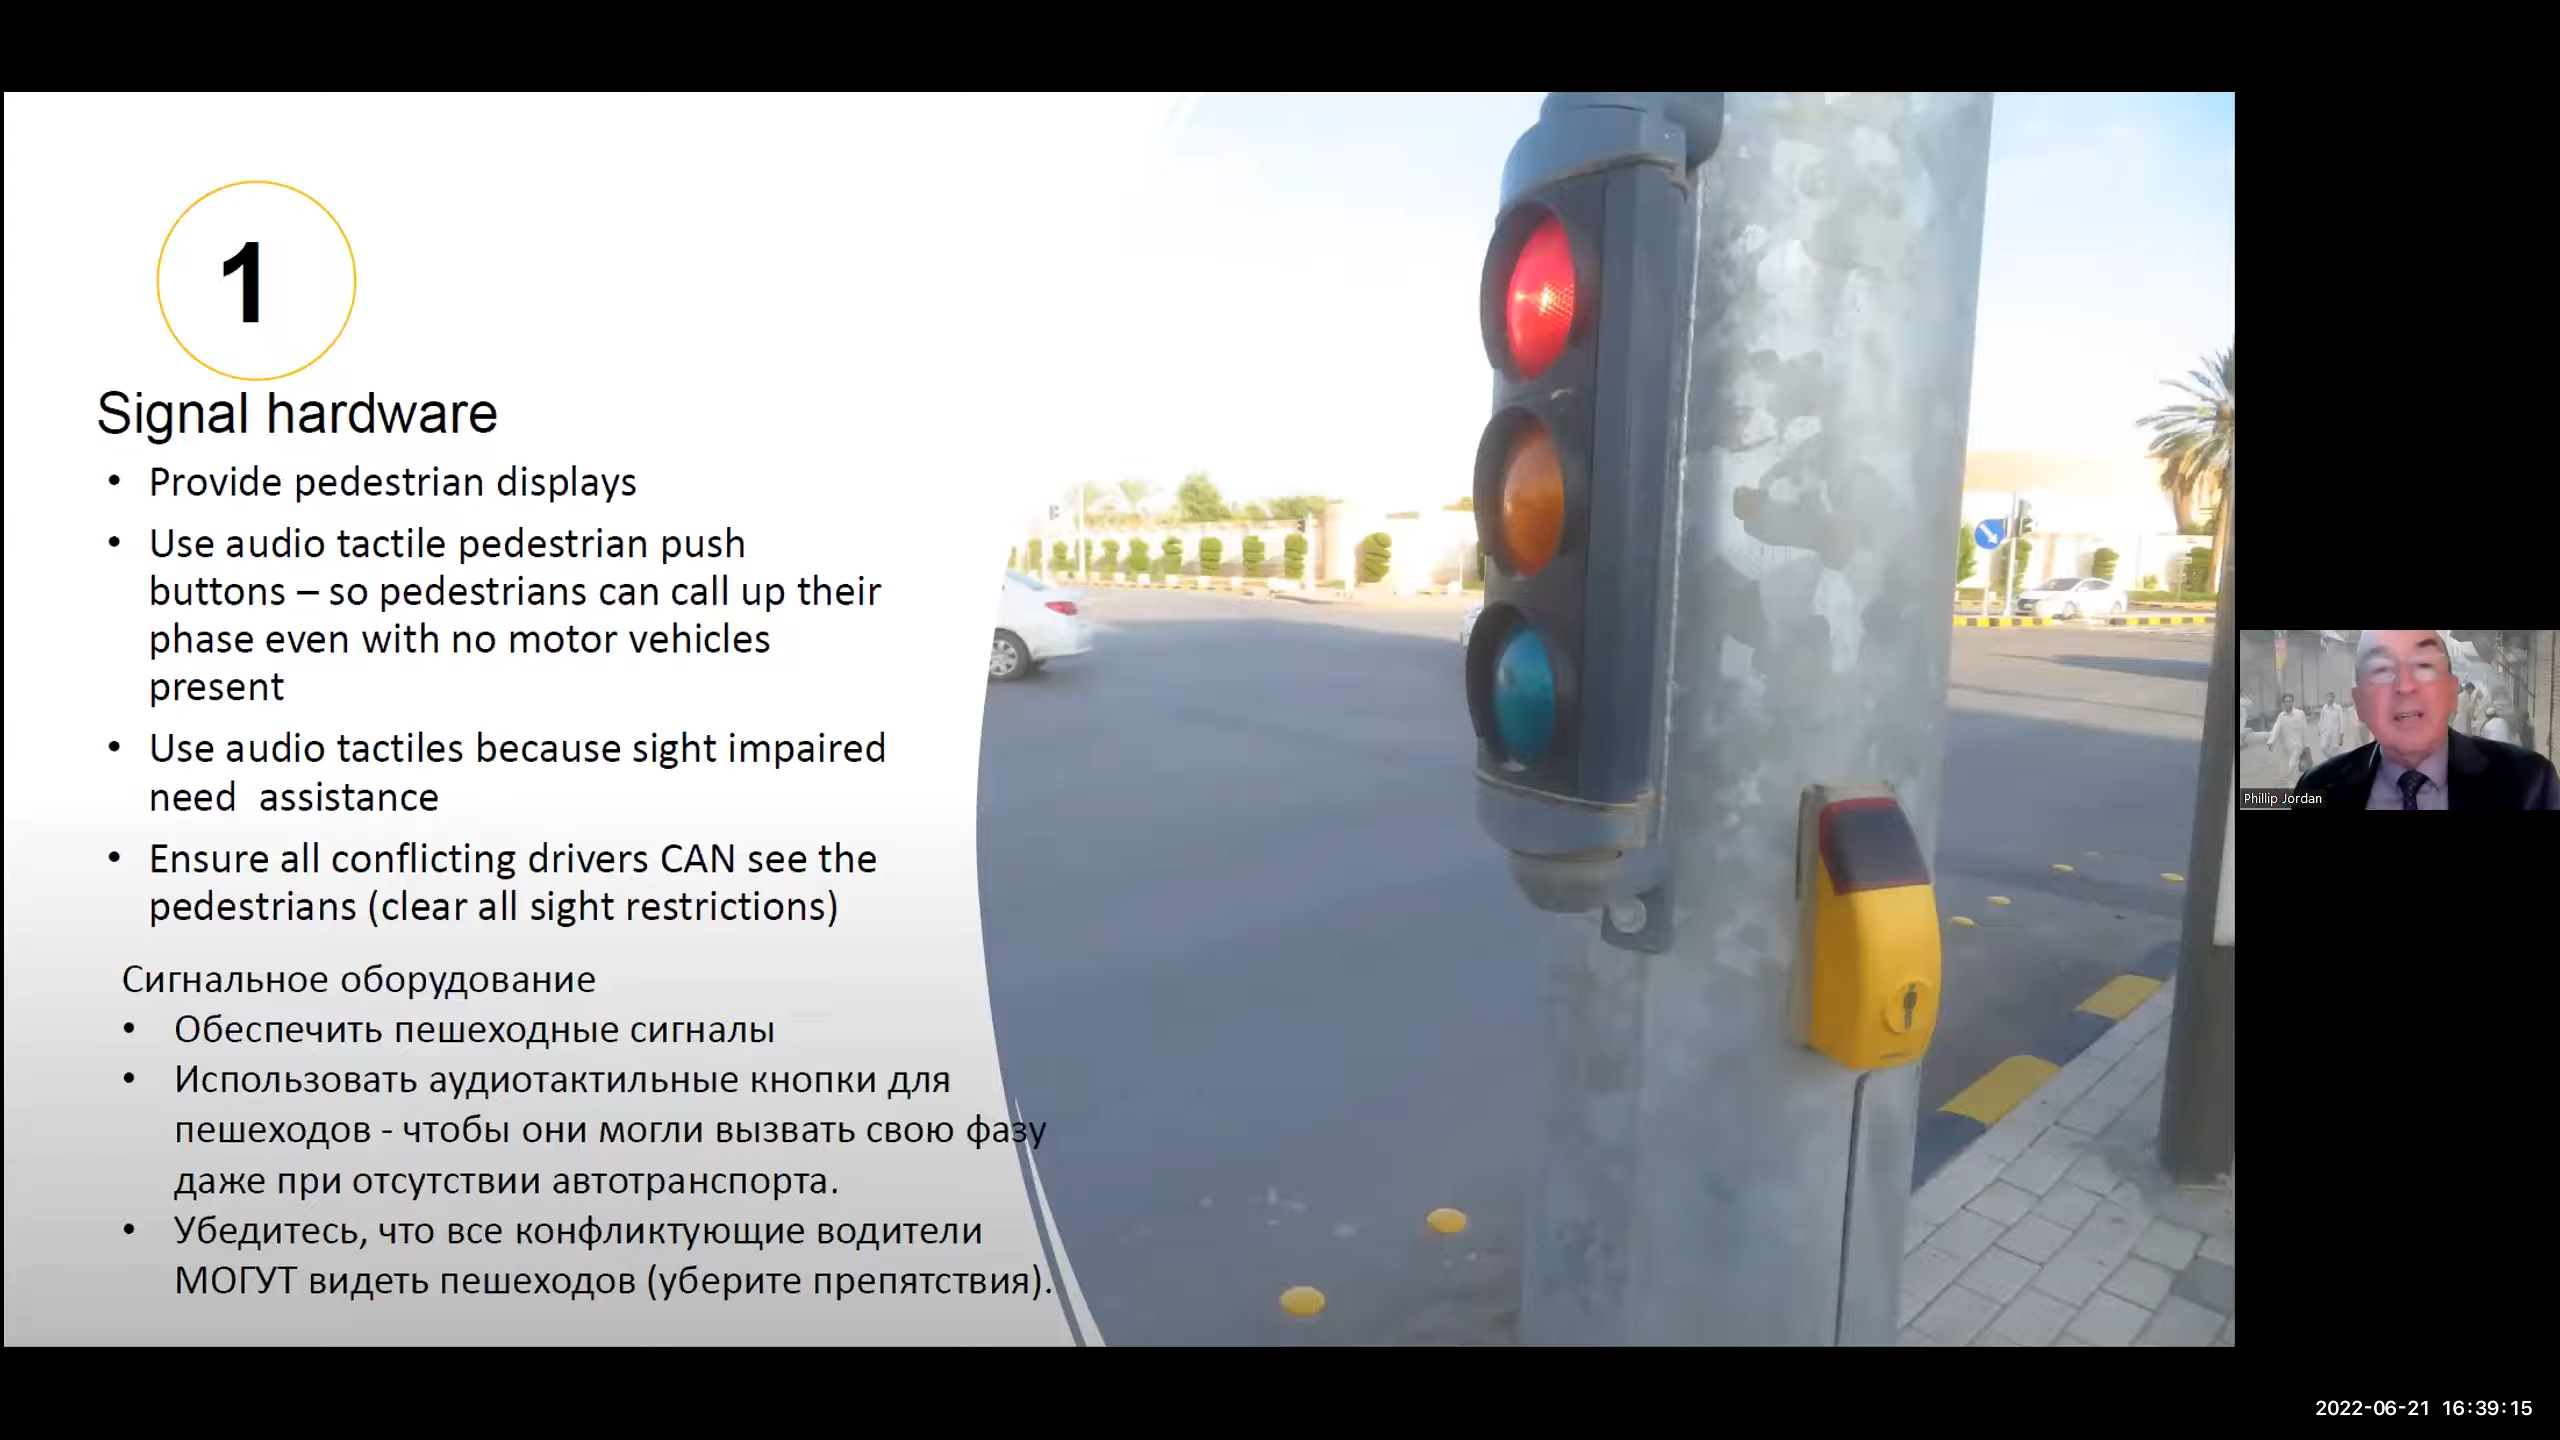 1
Signal hardware
• Provide pedestrian displays
• Use audio tactile pedestrian push
buttons – so pedestrians can call up their
phase even with no motor vehicles
present
• Use audio tactiles because sight impaired
need  assistance
• Ensure all conflicting drivers CAN see the
pedestrians (clear all sight restrictions)
Сигнальное оборудование
• Обеспечить пешеходные сигналы
• Использовать аудиотактильные кнопки для
пешеходов - чтобы они могли вызвать свою фазу
даже при отсутствии автотранспорта.
• Убедитесь, что все конфликтующие водители
МОГУТ видеть пешеходов (уберите препятствия).
Phillip Jordan
2022-06-21 16:39:15